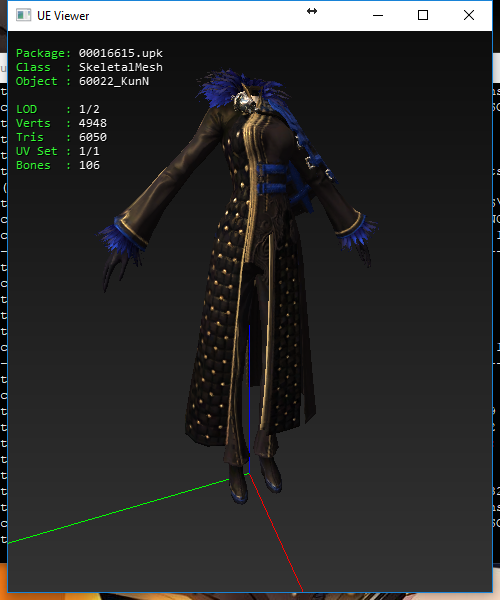 UE Viewer
Package: 00016615.upk
Class : SkeletalMesh
Object : 60022_KunN
LOD : 1/2
Verts : 4948
Tris : 6050
UV Set : 1/1
Bones : 106